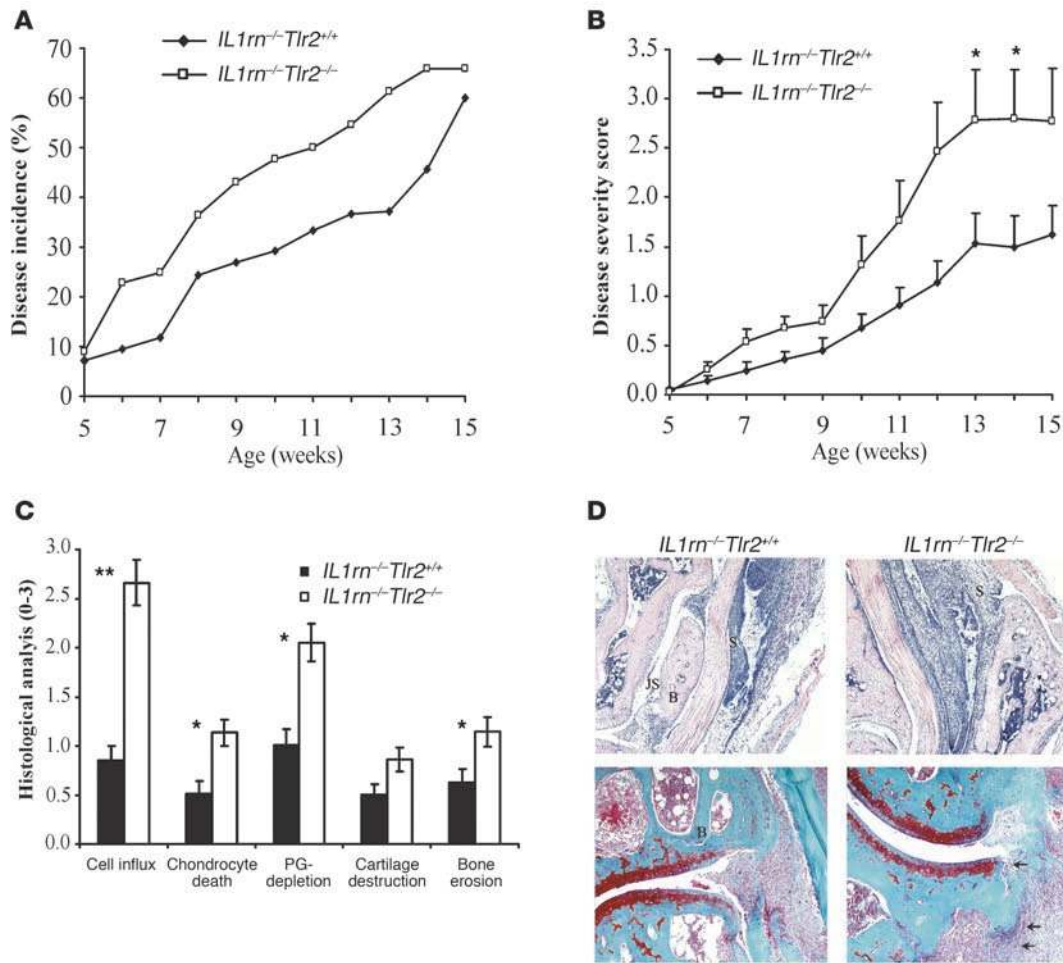 A
IL1rn–/–Tlr2+/+
IL1rn–/–Tlr2–/–
Disease incidence (%)
70
60
50
40
30
20
10
0
5 7 9 11 13 15
Age (weeks)
B
IL1rn–/–Tlr2+/+
IL1rn–/–Tlr2–/–
* *
Disease severity score
3.5
3.0
2.5
2.0
1.5
1.0
0.5
0.0
5 7 9 11 13 15
Age (weeks)
C
IL1rn–/–Tlr2+/+
IL1rn–/–Tlr2–/–
Histological analyis (0-3)
3.0
2.5
2.0
1.5
1.0
0.5
0.0
** * * *
Cell influx
Chondrocyte
death
PG-
depletion
Cartilage
destruction
Bone
erosion
D
IL1rn–/–Tlr2+/+
IL1rn–/–Tlr2–/–
S
JS
B
S
B